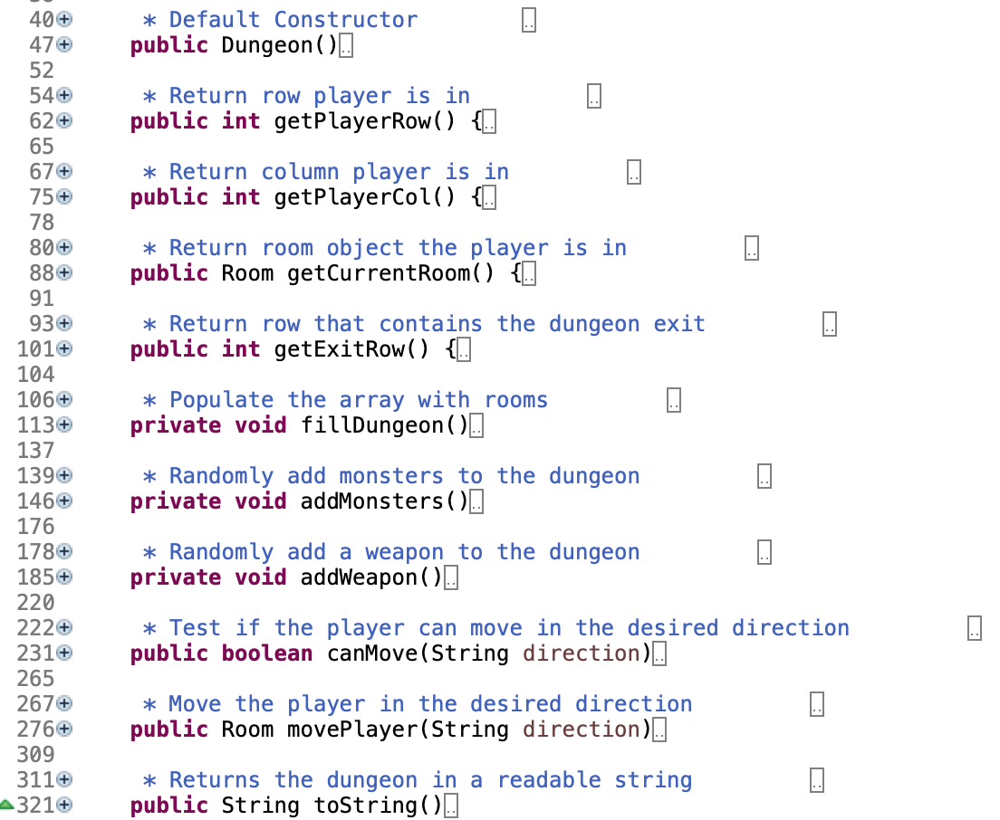 40 * Default Constructor
47 public Dungeon()
52
54 * Return row player is in
62 public int getPlayerRow() {
65
67 * Return column player is in
75 public int getPlayerCol() {
78
80 * Return room object the player is in
88 public Room getCurrentRoom() {
91
93 * Return row that contains the dungeon exit
101 public int getExitRow() {
104
106 * Populate the array with rooms
113 private void fillDungeon()
137
139 * Randomly add monsters to the dungeon
146 private void addMonsters()
176
178 * Randomly add a weapon to the dungeon
185 private void addWeapon()
220
222 * Test if the player can move in the desired direction
231 public boolean canMove(String direction)
265
267 * Move the player in the desired direction
276 public Room movePlayer(String direction)
309
311 * Returns the dungeon in a readable string
321 public String toString()